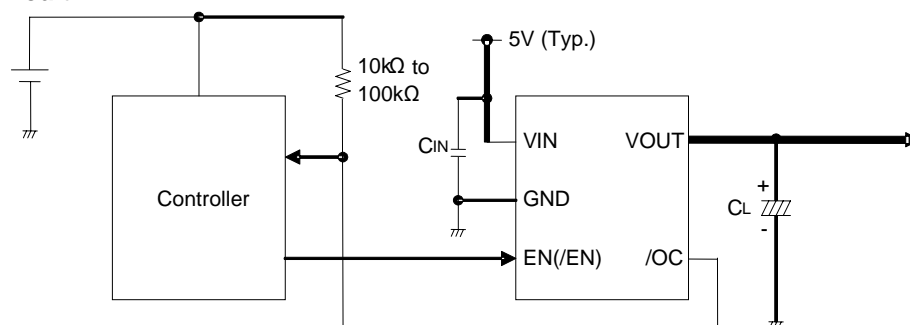 5V (Typ.)
10kΩ to
100kΩ
CIN
VIN
VOUT
Controller
GND
+
CL
-
EN(/EN)
/OC